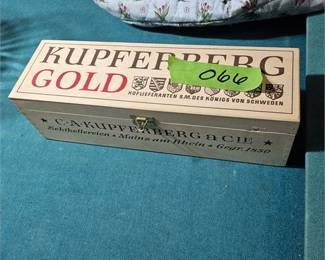 KUPFERBERG
GOLD
066
HOFLIEFERANTEN S.M. DES KÖNIGS VON SCHWEDEN
C·A·KUPFERBERG & CIE
Sektkellereien • Mainz am Rhein • Gegr. 1850